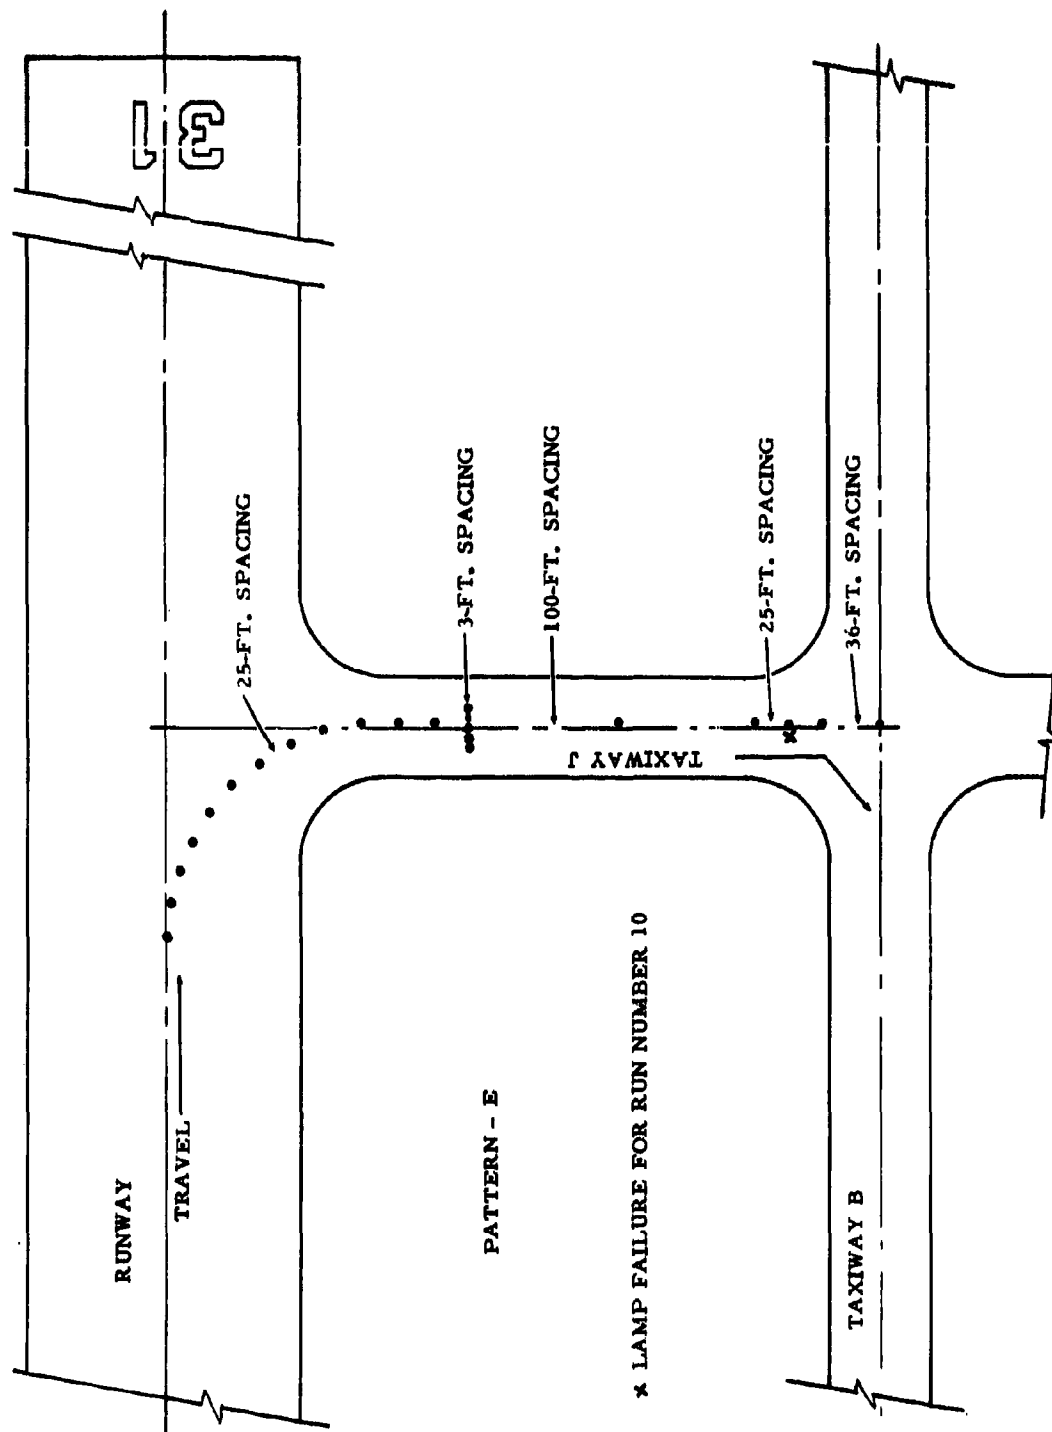 31
RUNWAY
TRAVEL
25-FT. SPACING
3-FT. SPACING
100-FT. SPACING
25-FT. SPACING
36-FT. SPACING
TAXIWAY J
PATTERN - E
x LAMP FAILURE FOR RUN NUMBER 10
TAXIWAY B